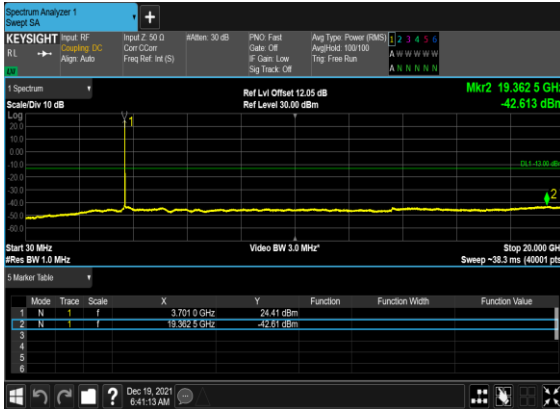 Spectrum Analyzer 1
Swept SA
+
KEYSIGHT Input: RF Input Z: 50 Ω #Atten: 30 dB PNO: Fast Avg Type: Power (RMS) 1 2 3 4 5 6
RL Coupling: DC Corr CCorr Gate: Off Avg|Hold: 100/100 A W W W W W
Align: Auto Freq Ref: Int (S) IF Gain: Low Trig: Free Run
Sig Track: Off A N N N N N
1 Spectrum Ref Lvl Offset 12.05 dB Mkr2 19.362 5 GHz
Scale/Div 10 dB Ref Level 30.00 dBm -42.613 dBm
Log
20.0 1
10.0
0.00
-10.0 DL1 -13.00 dBm
-20.0
-30.0
-40.0 2
-50.0
-60.0
Start 30 MHz Video BW 3.0 MHz* Stop 20.000 GH
#Res BW 1.0 MHz Sweep ~38.3 ms (40001 pts
5 Marker Table
Mode Trace Scale X Y Function Function Width Function Value
1 N 1 f 3.701 0 GHz 24.41 dBm
2 N 1 f 19.362 5 GHz -42.61 dBm
3
4
5
6
? Dec 19, 2021
6:41:13 AM